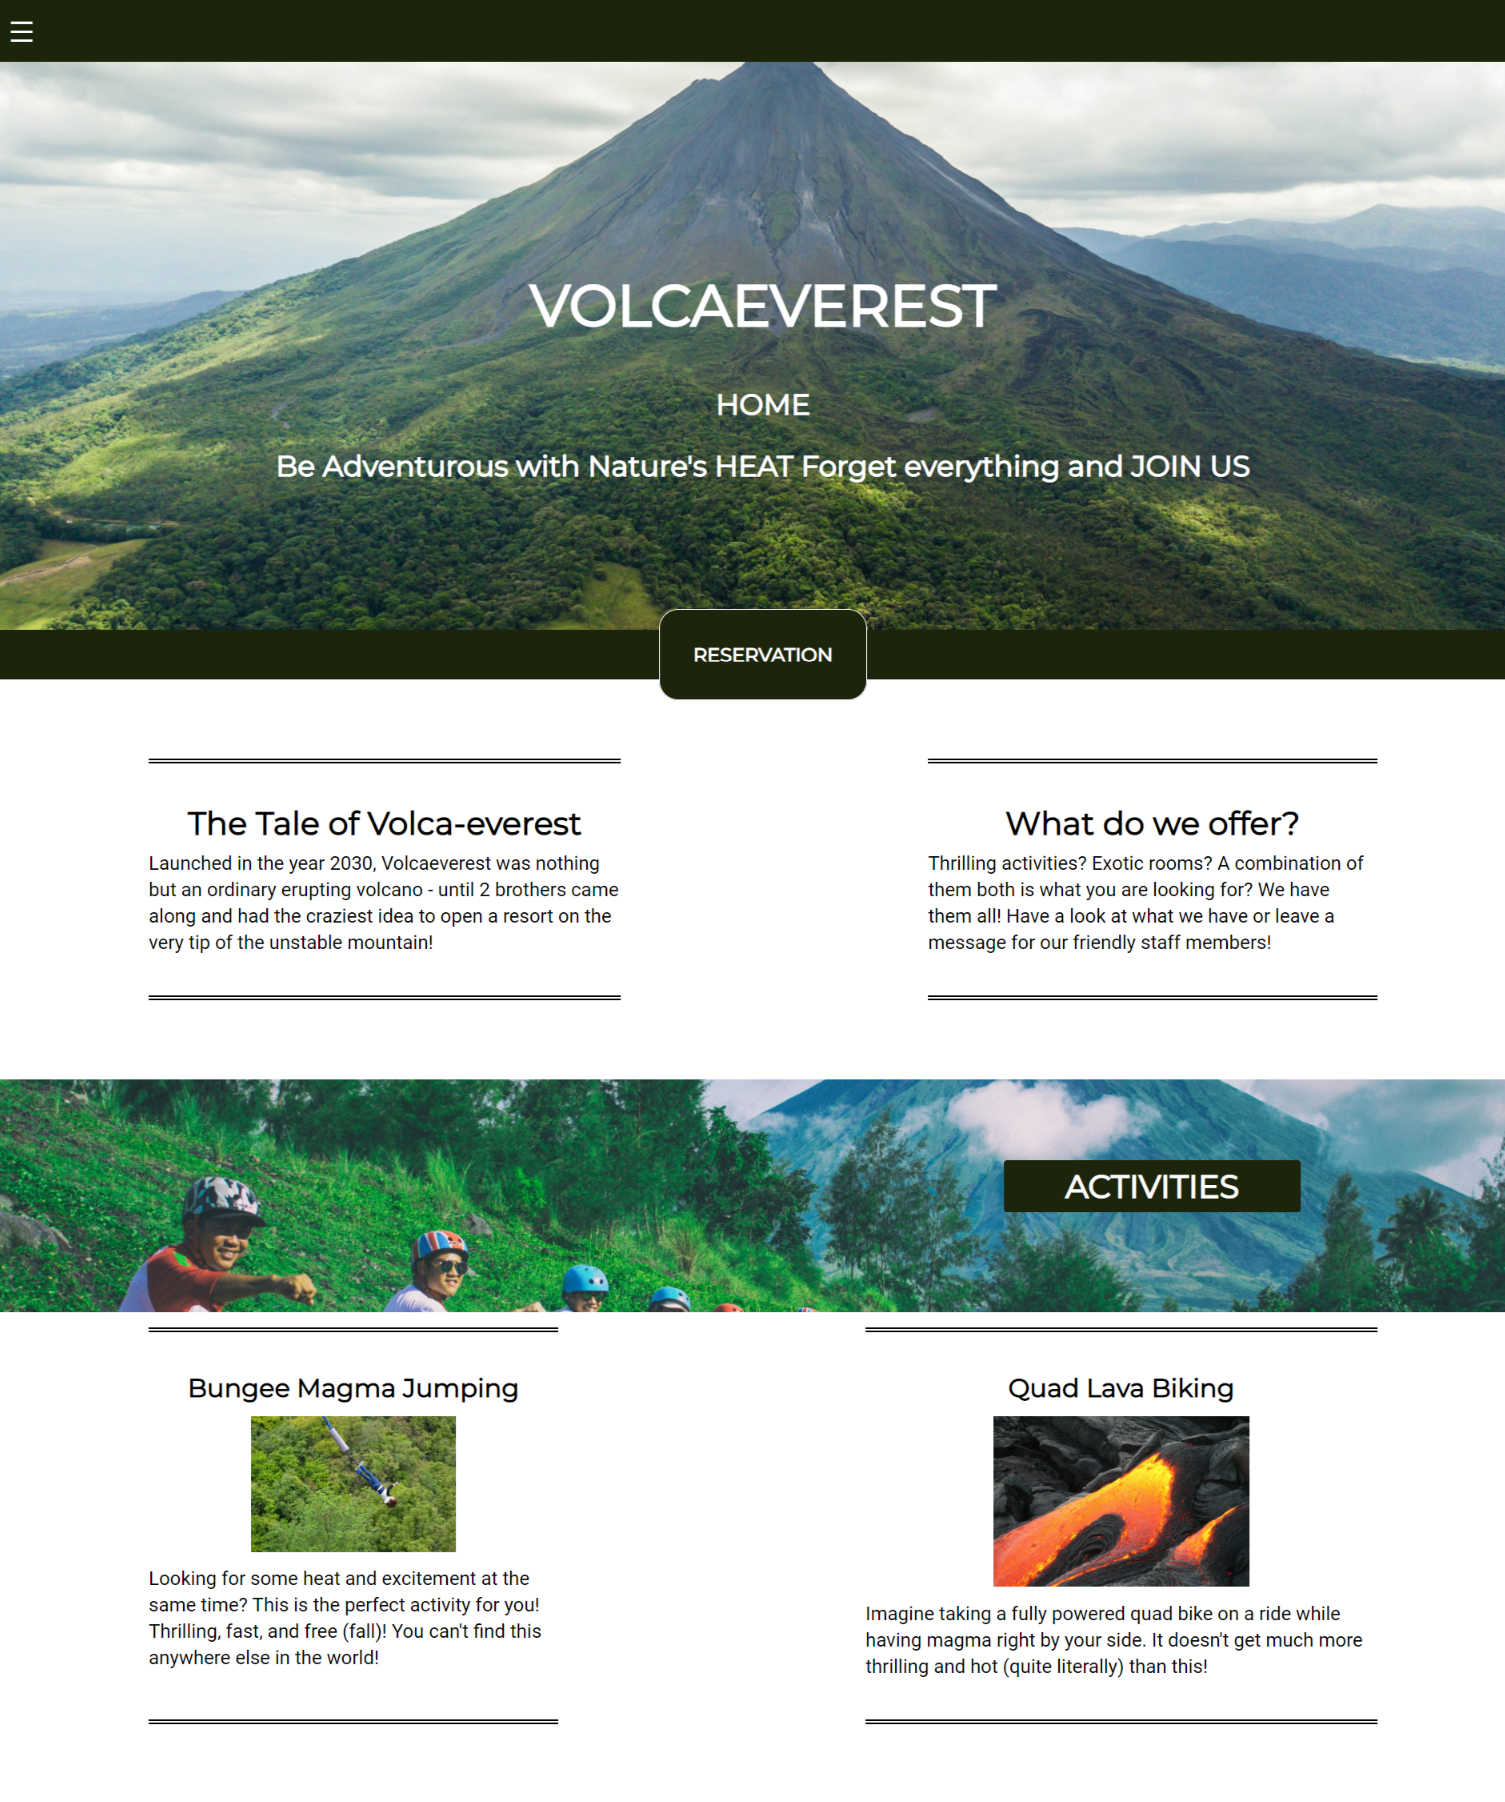 VOLCAEVEREST
HOME
Be Adventurous with Nature's HEAT Forget everything and JOIN US
RESERVATION
The Tale of Volca-everest
Launched in the year 2030, Volcaeverest was nothing
but an ordinary erupting volcano - until 2 brothers came
along and had the craziest idea to open a resort on the
very tip of the unstable mountain!
What do we offer?
Thrilling activities? Exotic rooms? A combination of
them both is what you are looking for? We have
them all! Have a look at what we have or leave a
message for our friendly staff members!
ACTIVITIES
Bungee Magma Jumping
Looking for some heat and excitement at the
same time? This is the perfect activity for you!
Thrilling, fast, and free (fall)! You can't find this
anywhere else in the world!
Quad Lava Biking
Imagine taking a fully powered quad bike on a ride while
having magma right by your side. It doesn't get much more
thrilling and hot (quite literally) than this!